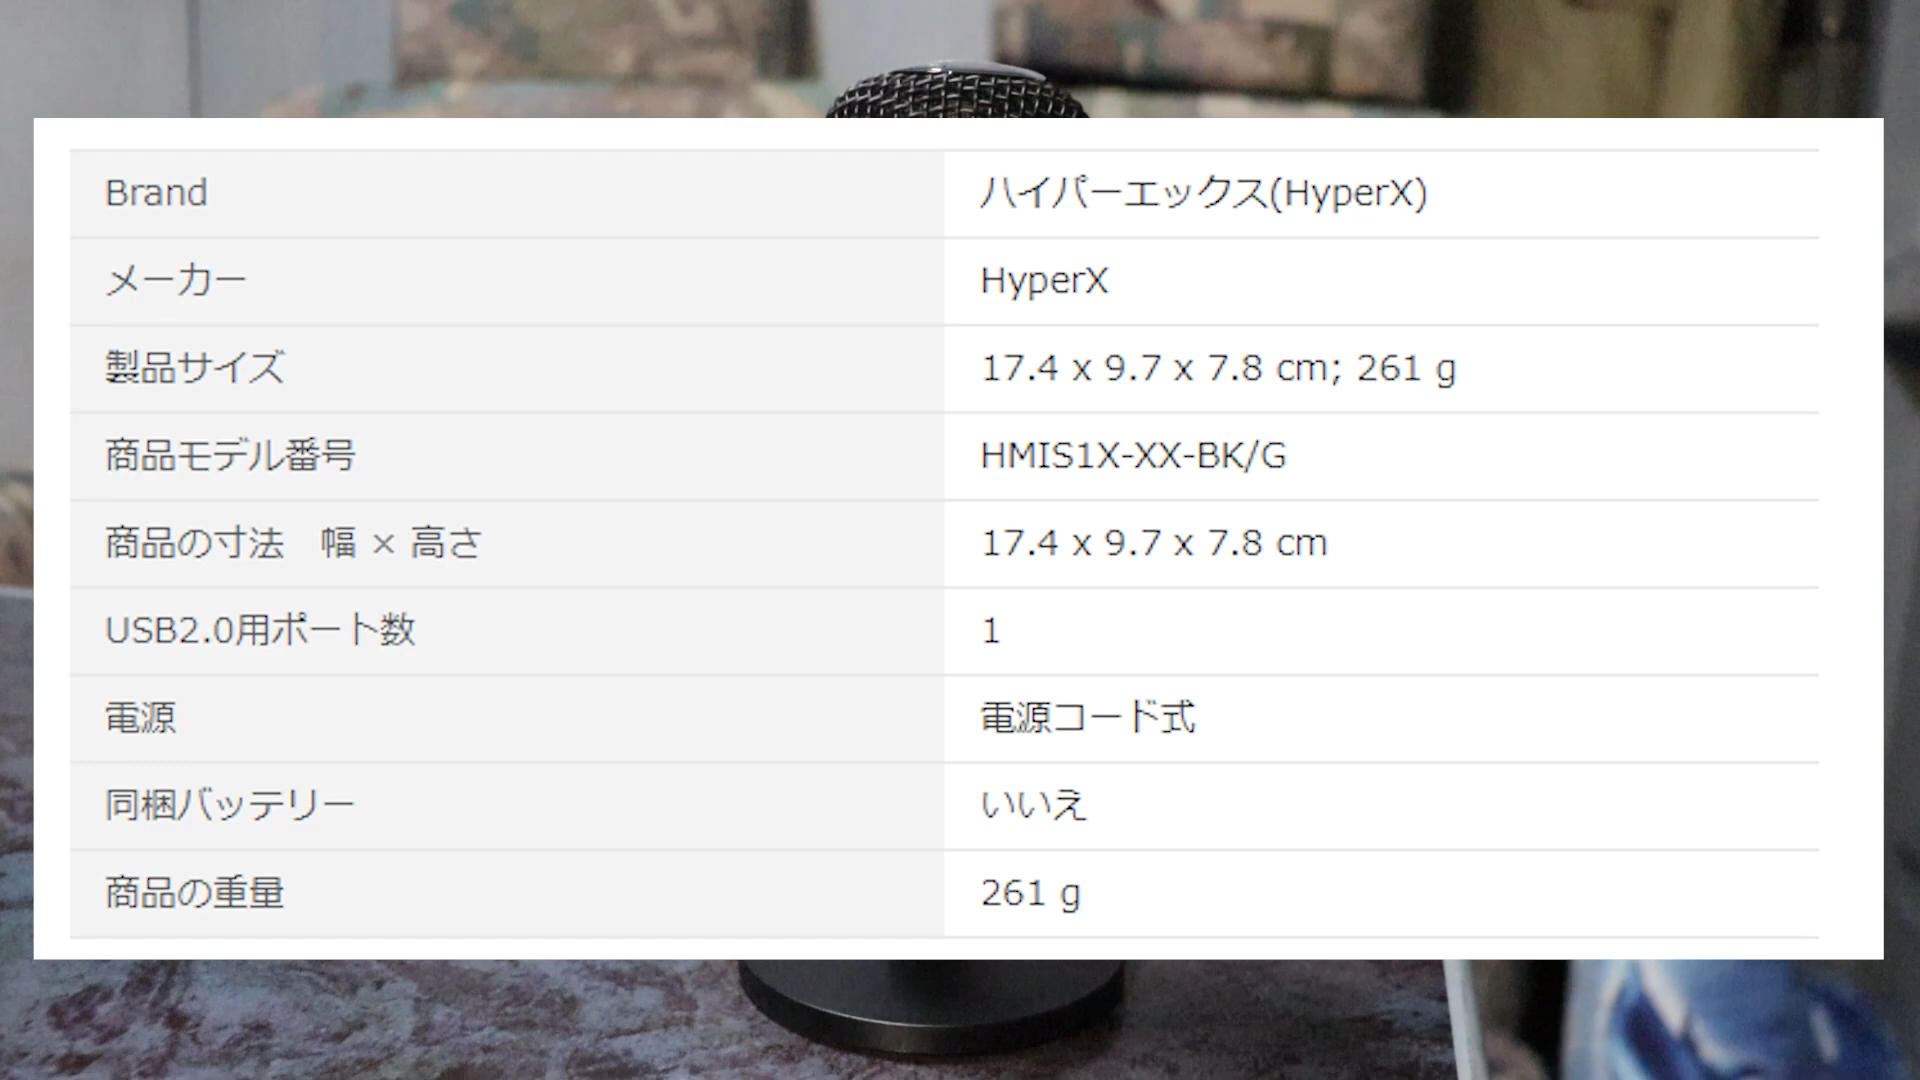 Brand ハイパーエックス(HyperX)
メーカー HyperX
製品サイズ 17.4 x 9.7 x 7.8 cm; 261 g
商品モデル番号 HMIS1X-XX-BK/G
商品の寸法　幅 × 高さ 17.4 x 9.7 x 7.8 cm
USB2.0用ポート数 1
電源 電源コード式
同梱バッテリー いいえ
商品の重量 261 g